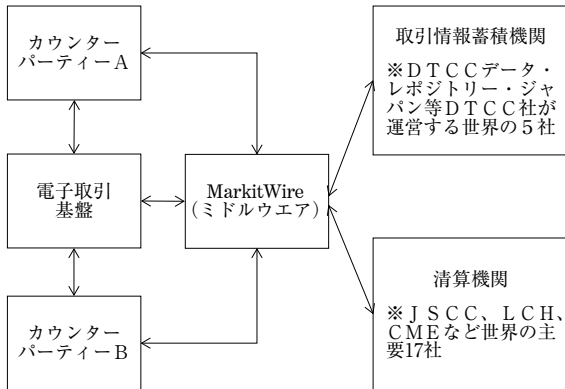 カウンター
パーティーＡ
電子取引
基盤
カウンター
パーティーＢ
MarkitWire
(ミドルウエア)
取引情報蓄積機関
※ＤＴＣＣデータ・
レポジトリー・ジャ
パン等ＤＴＣＣ社が
運営する世界の５社
清算機関
※ＪＳＣＣ、ＬＣＨ、
ＣＭＥなど世界の主
要17社